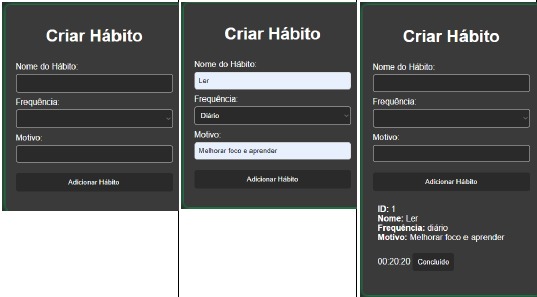 Criar Hábito
Nome do Hábito:
Frequência:
Motivo:
Adicionar Hábito
Criar Hábito
Nome do Hábito:
Ler
Frequência:
Diário
Motivo:
Melhorar foco e aprender
Adicionar Hábito
Criar Hábito
Nome do Hábito:
Frequência:
Motivo:
Adicionar Hábito
ID: 1
Nome: Ler
Frequência: diário
Motivo: Melhorar foco e aprender
00:20:20 Concluído